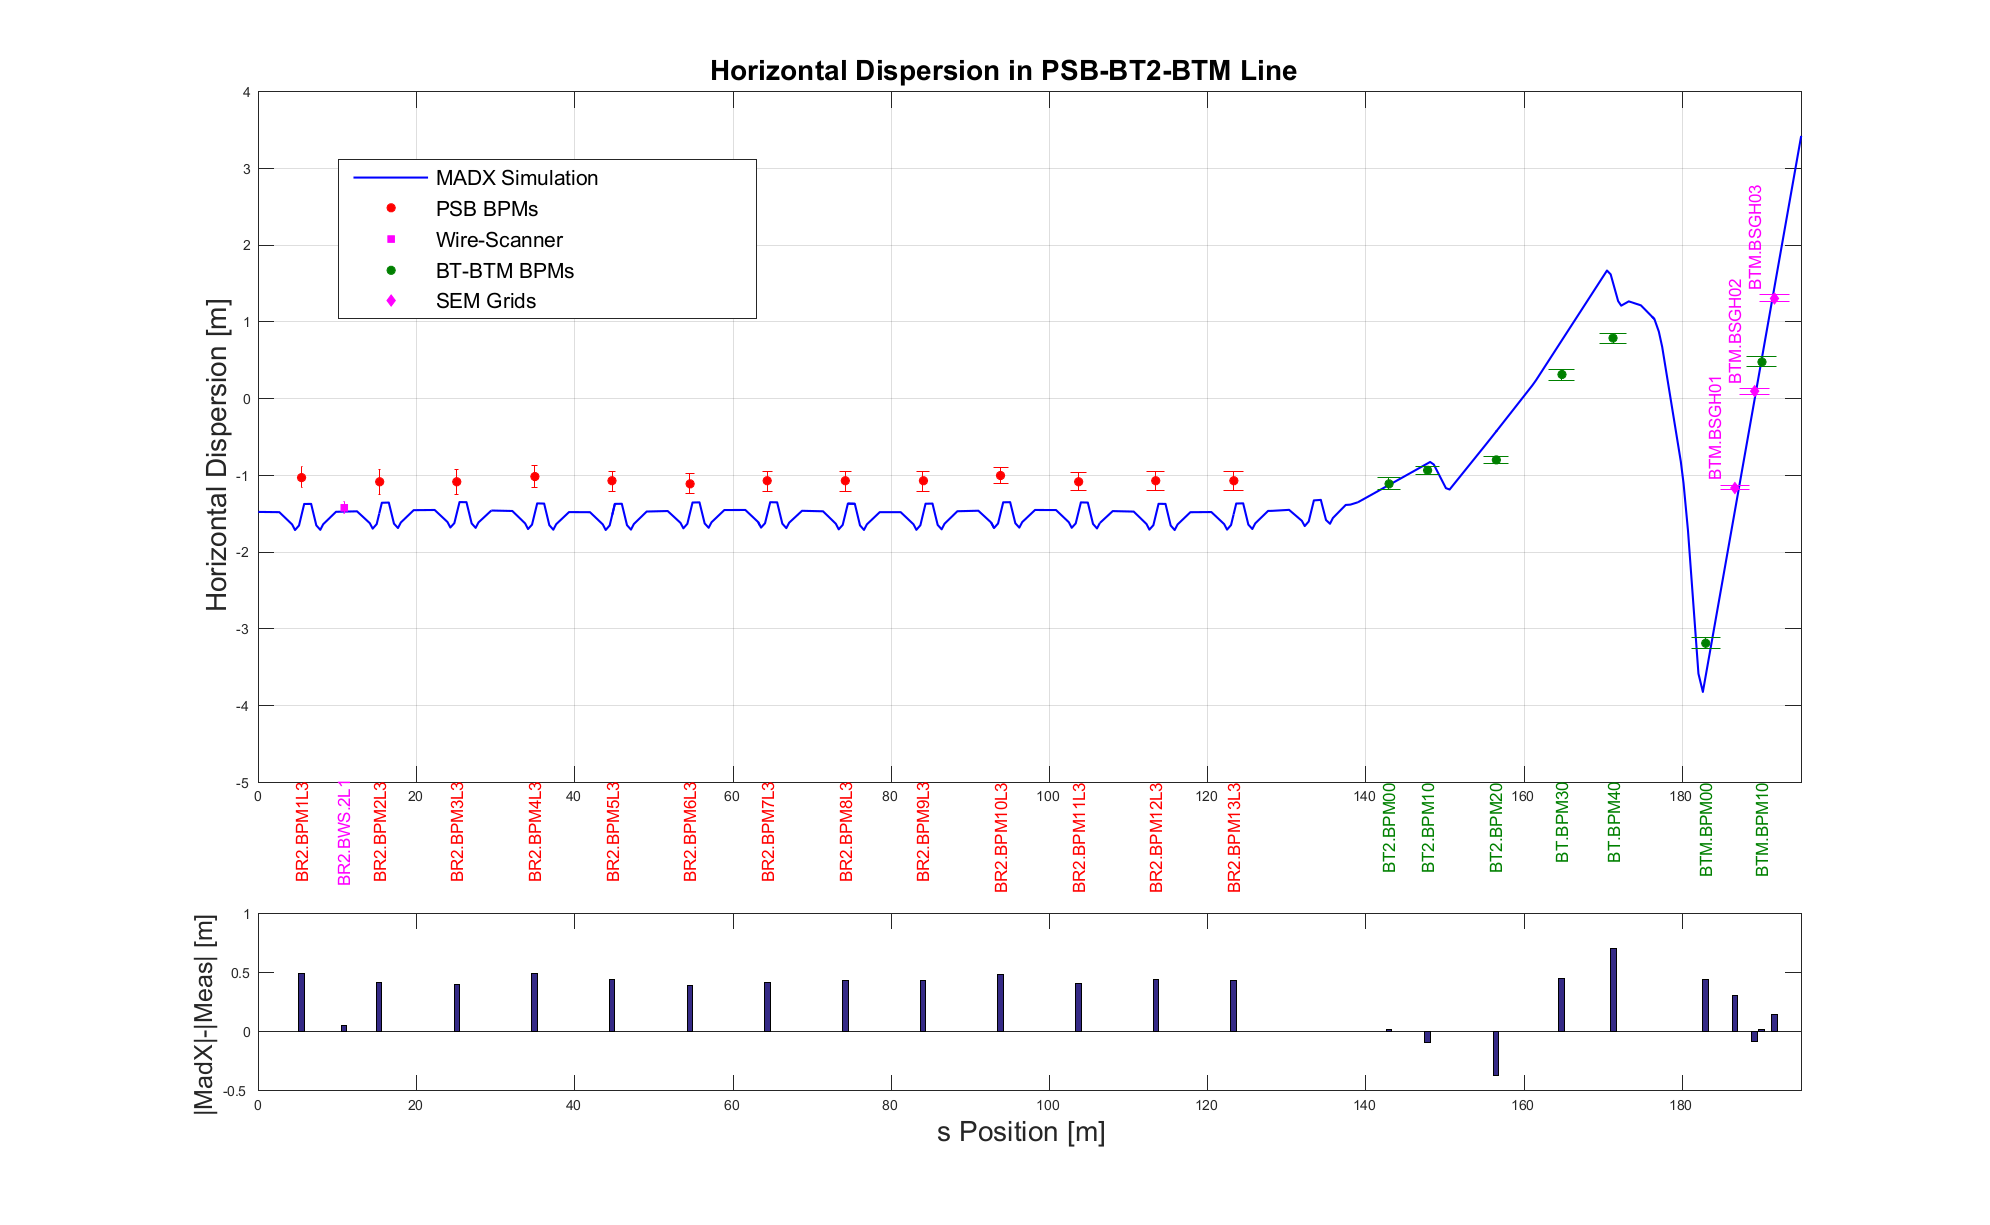 Horizontal Dispersion in PSB-BT2-BTM Line
Horizontal Dispersion [m]
4
3
2
1
0
-1
-2
-3
-4
-5
MADX Simulation
PSB BPMs
Wire-Scanner
BT-BTM BPMs
SEM Grids
BTM.BSGH01
BTM.BSGH02
BTM.BSGH03
0
20
40
60
80
100
120
140
160
180
BR2.BPM1L3
BR2.BWS.2L1
BR2.BPM2L3
BR2.BPM3L3
BR2.BPM4L3
BR2.BPM5L3
BR2.BPM6L3
BR2.BPM7L3
BR2.BPM8L3
BR2.BPM9L3
BR2.BPM10L3
BR2.BPM11L3
BR2.BPM12L3
BR2.BPM13L3
BT2.BPM00
BT2.BPM10
BT2.BPM20
BT.BPM30
BT.BPM40
BTM.BPM00
BTM.BPM10
|MadX|-|Meas| [m]
1
0.5
0
-0.5
0
20
40
60
80
100
120
140
160
180
s Position [m]